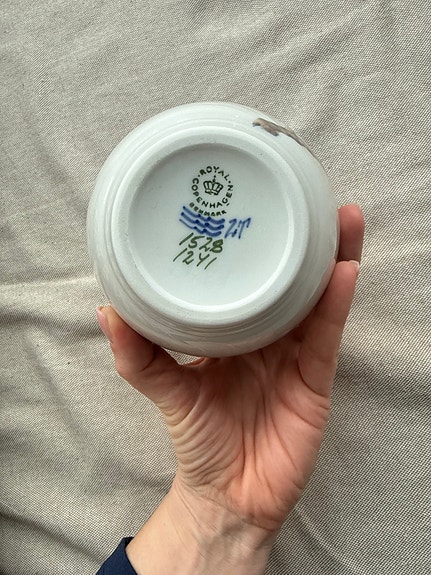 ROYAL
COPENHAGEN
DENMARK
1528
1241